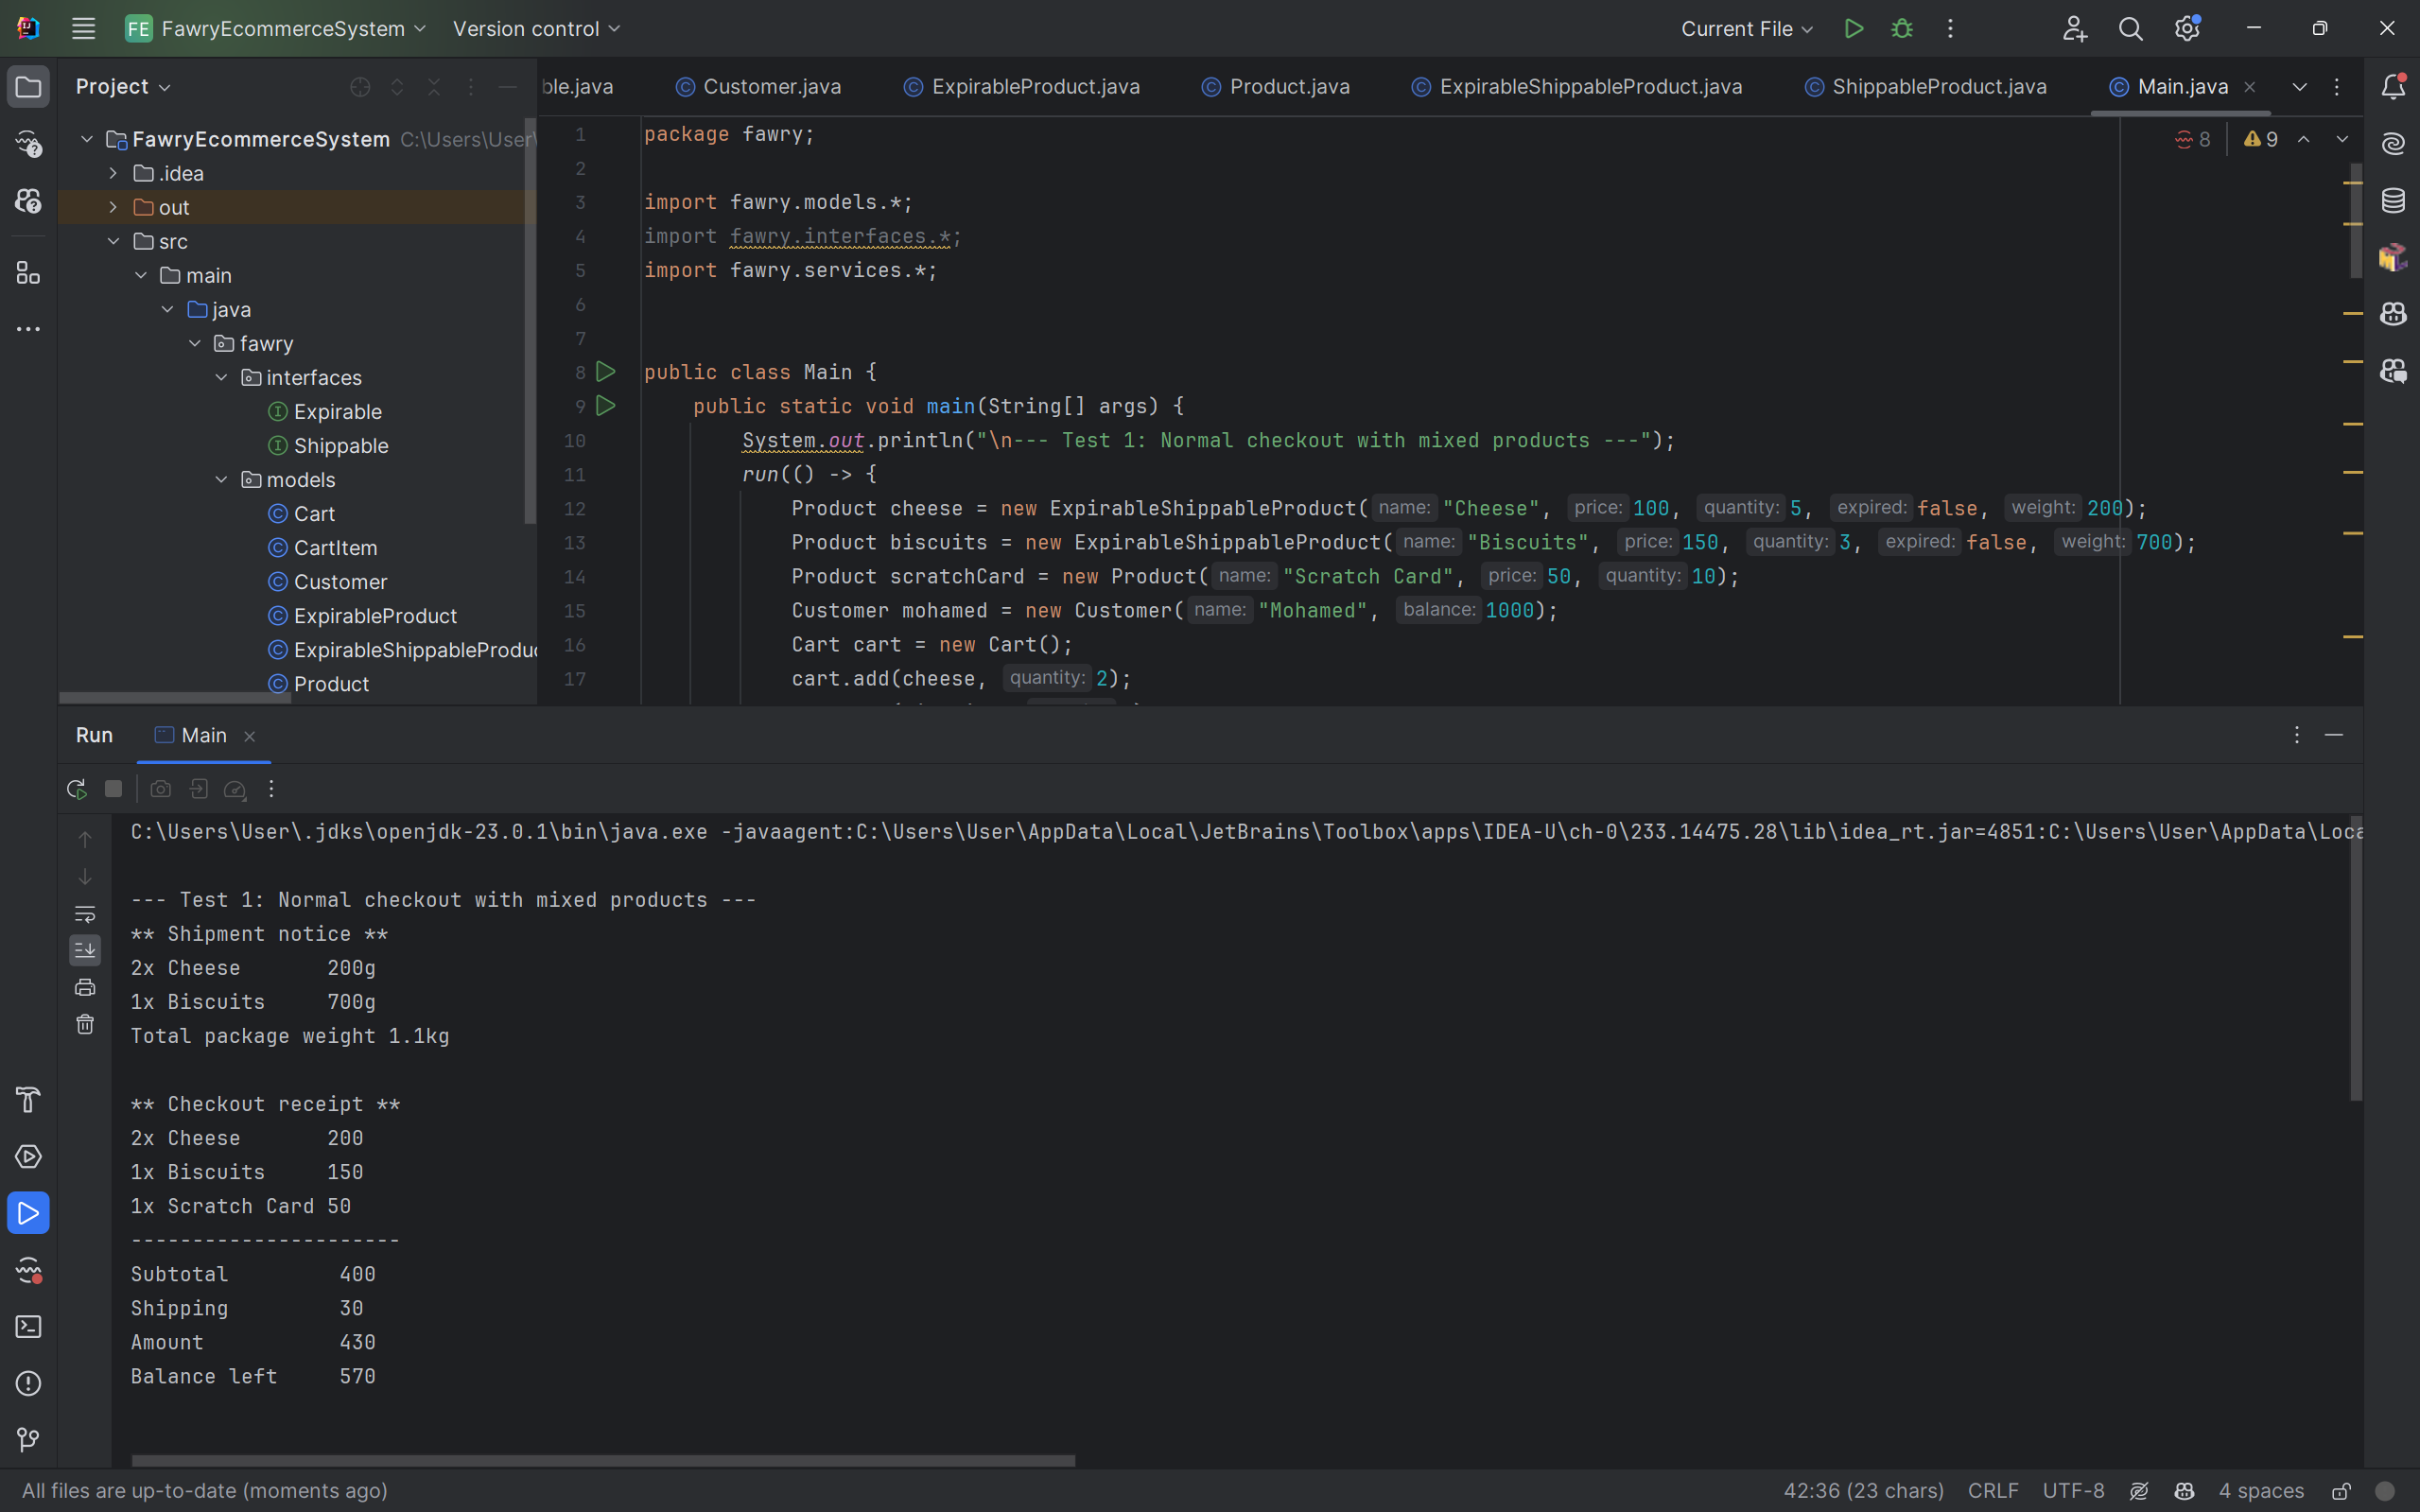 FE FawryEcommerceSystem Version control Current File
Project
ble.java Customer.java ExpirableProduct.java Product.java ExpirableShippableProduct.java ShippableProduct.java Main.java
FawryEcommerceSystem C:\Users\User\
.idea
out
src
main
java
fawry
interfaces
Expirable
Shippable
models
Cart
CartItem
Customer
ExpirableProduct
ExpirableShippableProduc
Product
8 9
1 package fawry;
2
3 import fawry.models.*;
4 import fawry.interfaces.*;
5 import fawry.services.*;
6
7
8 public class Main {
9 public static void main(String[] args) {
10 System.out.println("\n--- Test 1: Normal checkout with mixed products ---");
11 run(() -> {
12 Product cheese = new ExpirableShippableProduct( name: "Cheese", price: 100, quantity: 5, expired: false, weight: 200);
13 Product biscuits = new ExpirableShippableProduct( name: "Biscuits", price: 150, quantity: 3, expired: false, weight: 700);
14 Product scratchCard = new Product( name: "Scratch Card", price: 50, quantity: 10);
15 Customer mohamed = new Customer( name: "Mohamed", balance: 1000);
16 Cart cart = new Cart();
17 cart.add(cheese, quantity: 2);
Run Main
C:\Users\User\.jdks\openjdk-23.0.1\bin\java.exe -javaagent:C:\Users\User\AppData\Local\JetBrains\Toolbox\apps\IDEA-U\ch-0\233.14475.28\lib\idea_rt.jar=4851:C:\Users\User\AppData\Loca
--- Test 1: Normal checkout with mixed products ---
** Shipment notice **
2x Cheese 200g
1x Biscuits 700g
Total package weight 1.1kg
** Checkout receipt **
2x Cheese 200
1x Biscuits 150
1x Scratch Card 50
----------------------
Subtotal 400
Shipping 30
Amount 430
Balance left 570
All files are up-to-date (moments ago) 42:36 (23 chars) CRLF UTF-8 4 spaces